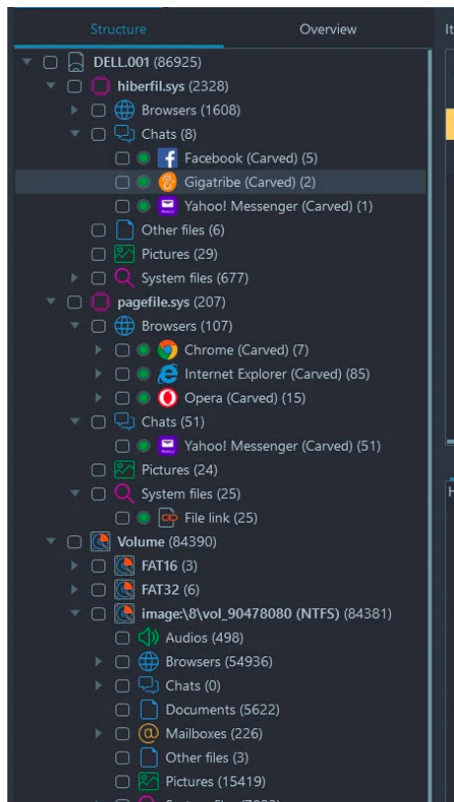 Structure
Overview
It
DELL.001 (86925)
hiberfil.sys (2328)
Browsers (1608)
Chats (8)
Facebook (Carved) (5)
Gigatribe (Carved) (2)
Yahoo! Messenger (Carved) (1)
Other files (6)
Pictures (29)
System files (677)
pagefile.sys (207)
Browsers (107)
Chrome (Carved) (7)
Internet Explorer (Carved) (85)
Opera (Carved) (15)
Chats (51)
Yahoo! Messenger (Carved) (51)
Pictures (24)
System files (25)
H
File link (25)
Volume (84390)
FAT16 (3)
FAT32 (6)
image:\8\vol_90478080 (NTFS) (84381)
Audios (498)
Browsers (54936)
Chats (0)
Documents (5622)
Mailboxes (226)
Other files (3)
Pictures (15419)